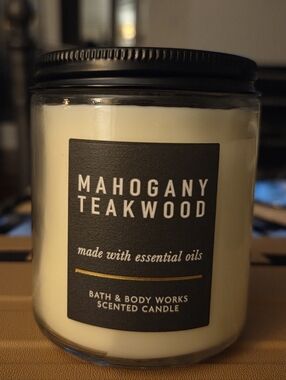 MAHOGANY
TEAKWOOD
made with essential oils
BATH & BODY WORKS
SCENTED CANDLE